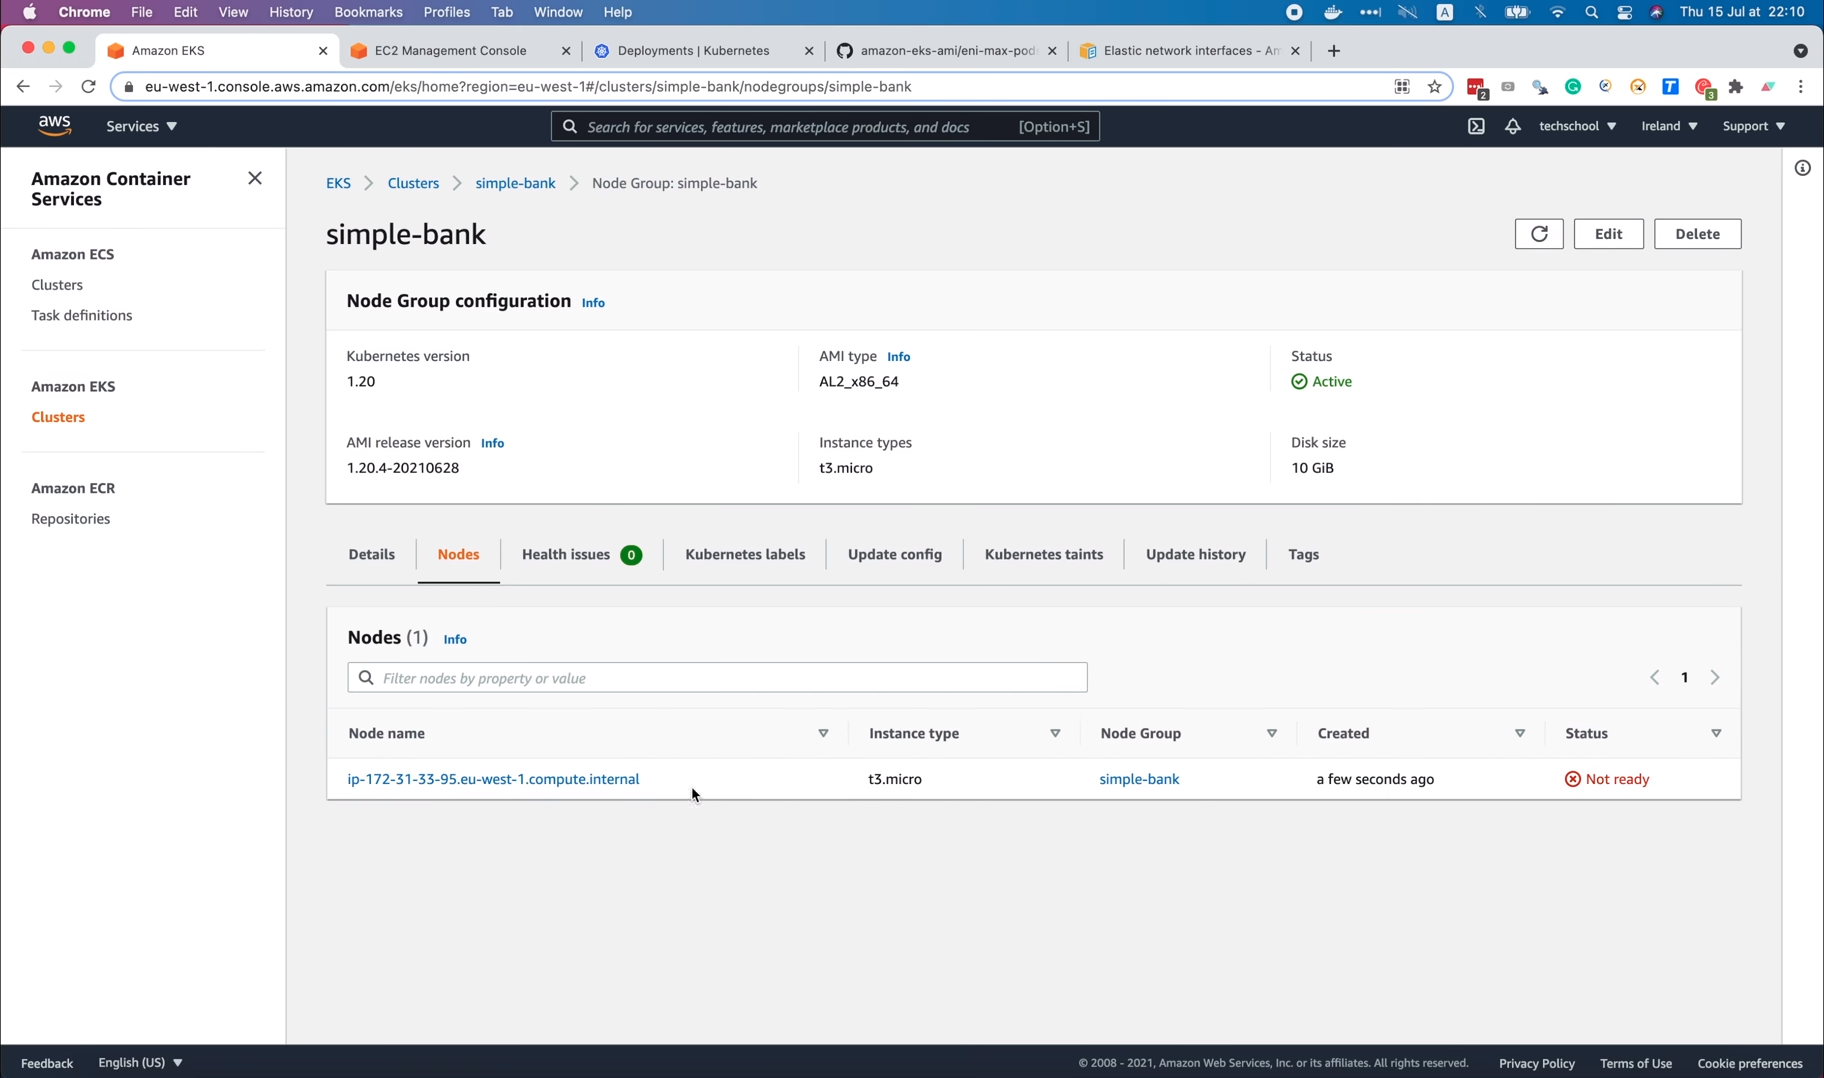 Chrome File Edit View History Bookmarks Profiles Tab Window Help
A Thu 15 Jul at 22:10
Amazon EKS
EC2 Management Console
Deployments | Kubernetes
amazon-eks-ami/eni-max-pod
Elastic network interfaces - Am
eu-west-1.console.aws.amazon.com/eks/home?region=eu-west-1#/clusters/simple-bank/nodegroups/simple-bank
2
T
3
aws Services
Search for services, features, marketplace products, and docs [Option+S]
techschool Ireland Support
Amazon Container
Services
Amazon ECS
Clusters
Task definitions
Amazon EKS
Clusters
Amazon ECR
Repositories
EKS Clusters simple-bank Node Group: simple-bank
simple-bank
Edit Delete
Node Group configuration Info
Kubernetes version
1.20
AMI type Info
AL2_x86_64
Status
Active
AMI release version Info
1.20.4-20210628
Instance types
t3.micro
Disk size
10 GiB
Details Nodes Health issues 0 Kubernetes labels Update config Kubernetes taints Update history Tags
Nodes (1) Info
Filter nodes by property or value
1
Node name Instance type Node Group Created Status
ip-172-31-33-95.eu-west-1.compute.internal t3.micro simple-bank a few seconds ago Not ready
Feedback English (US) © 2008 - 2021, Amazon Web Services, Inc. or its affiliates. All rights reserved. Privacy Policy Terms of Use Cookie preferences